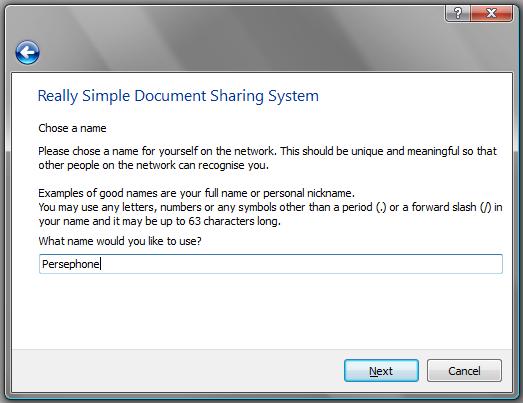 ?
Really Simple Document Sharing System
Chose a name
Please chose a name for yourself on the network. This should be unique and meaningful so that
other people on the network can recognise you.
Examples of good names are your full name or personal nickname.
You may use any letters, numbers or any symbols other than a period (.) or a forward slash (/) in
your name and it may be up to 63 characters long.
What name would you like to use?
Persephone
Next Cancel